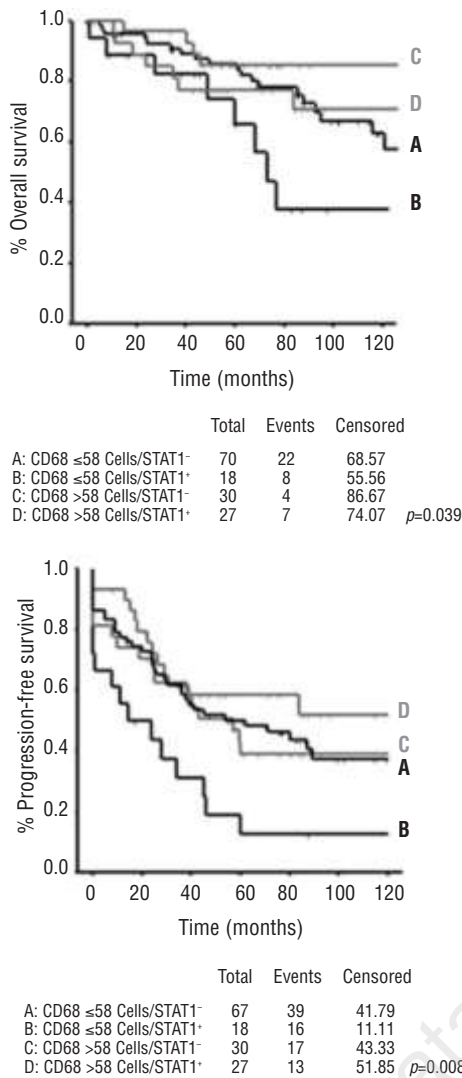 % Overall survival
1.0
0.8
0.6
0.4
0.2
0.0
C
D
A
B
0 20 40 60 80 100 120
Time (months)
Total Events Censored
A: CD68 ≤58 Cells/STAT1⁻ 70 22 68.57
B: CD68 ≤58 Cells/STAT1⁺ 18 8 55.56
C: CD68 >58 Cells/STAT1⁻ 30 4 86.67
D: CD68 >58 Cells/STAT1⁺ 27 7 74.07 p=0.039
% Progression-free survival
1.0
0.8
0.6
0.4
0.2
0.0
D
C
A
B
0 20 40 60 80 100 120
Time (months)
Total Events Censored
A: CD68 ≤58 Cells/STAT1⁻ 67 39 41.79
B: CD68 ≤58 Cells/STAT1⁺ 18 16 11.11
C: CD68 >58 Cells/STAT1⁻ 30 17 43.33
D: CD68 >58 Cells/STAT1⁺ 27 13 51.85 p=0.008